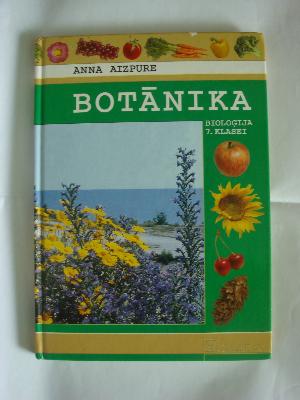 ANNA AIZPURE
BOTĀNIKA
BIOLOĢIJA
7. KLASEI